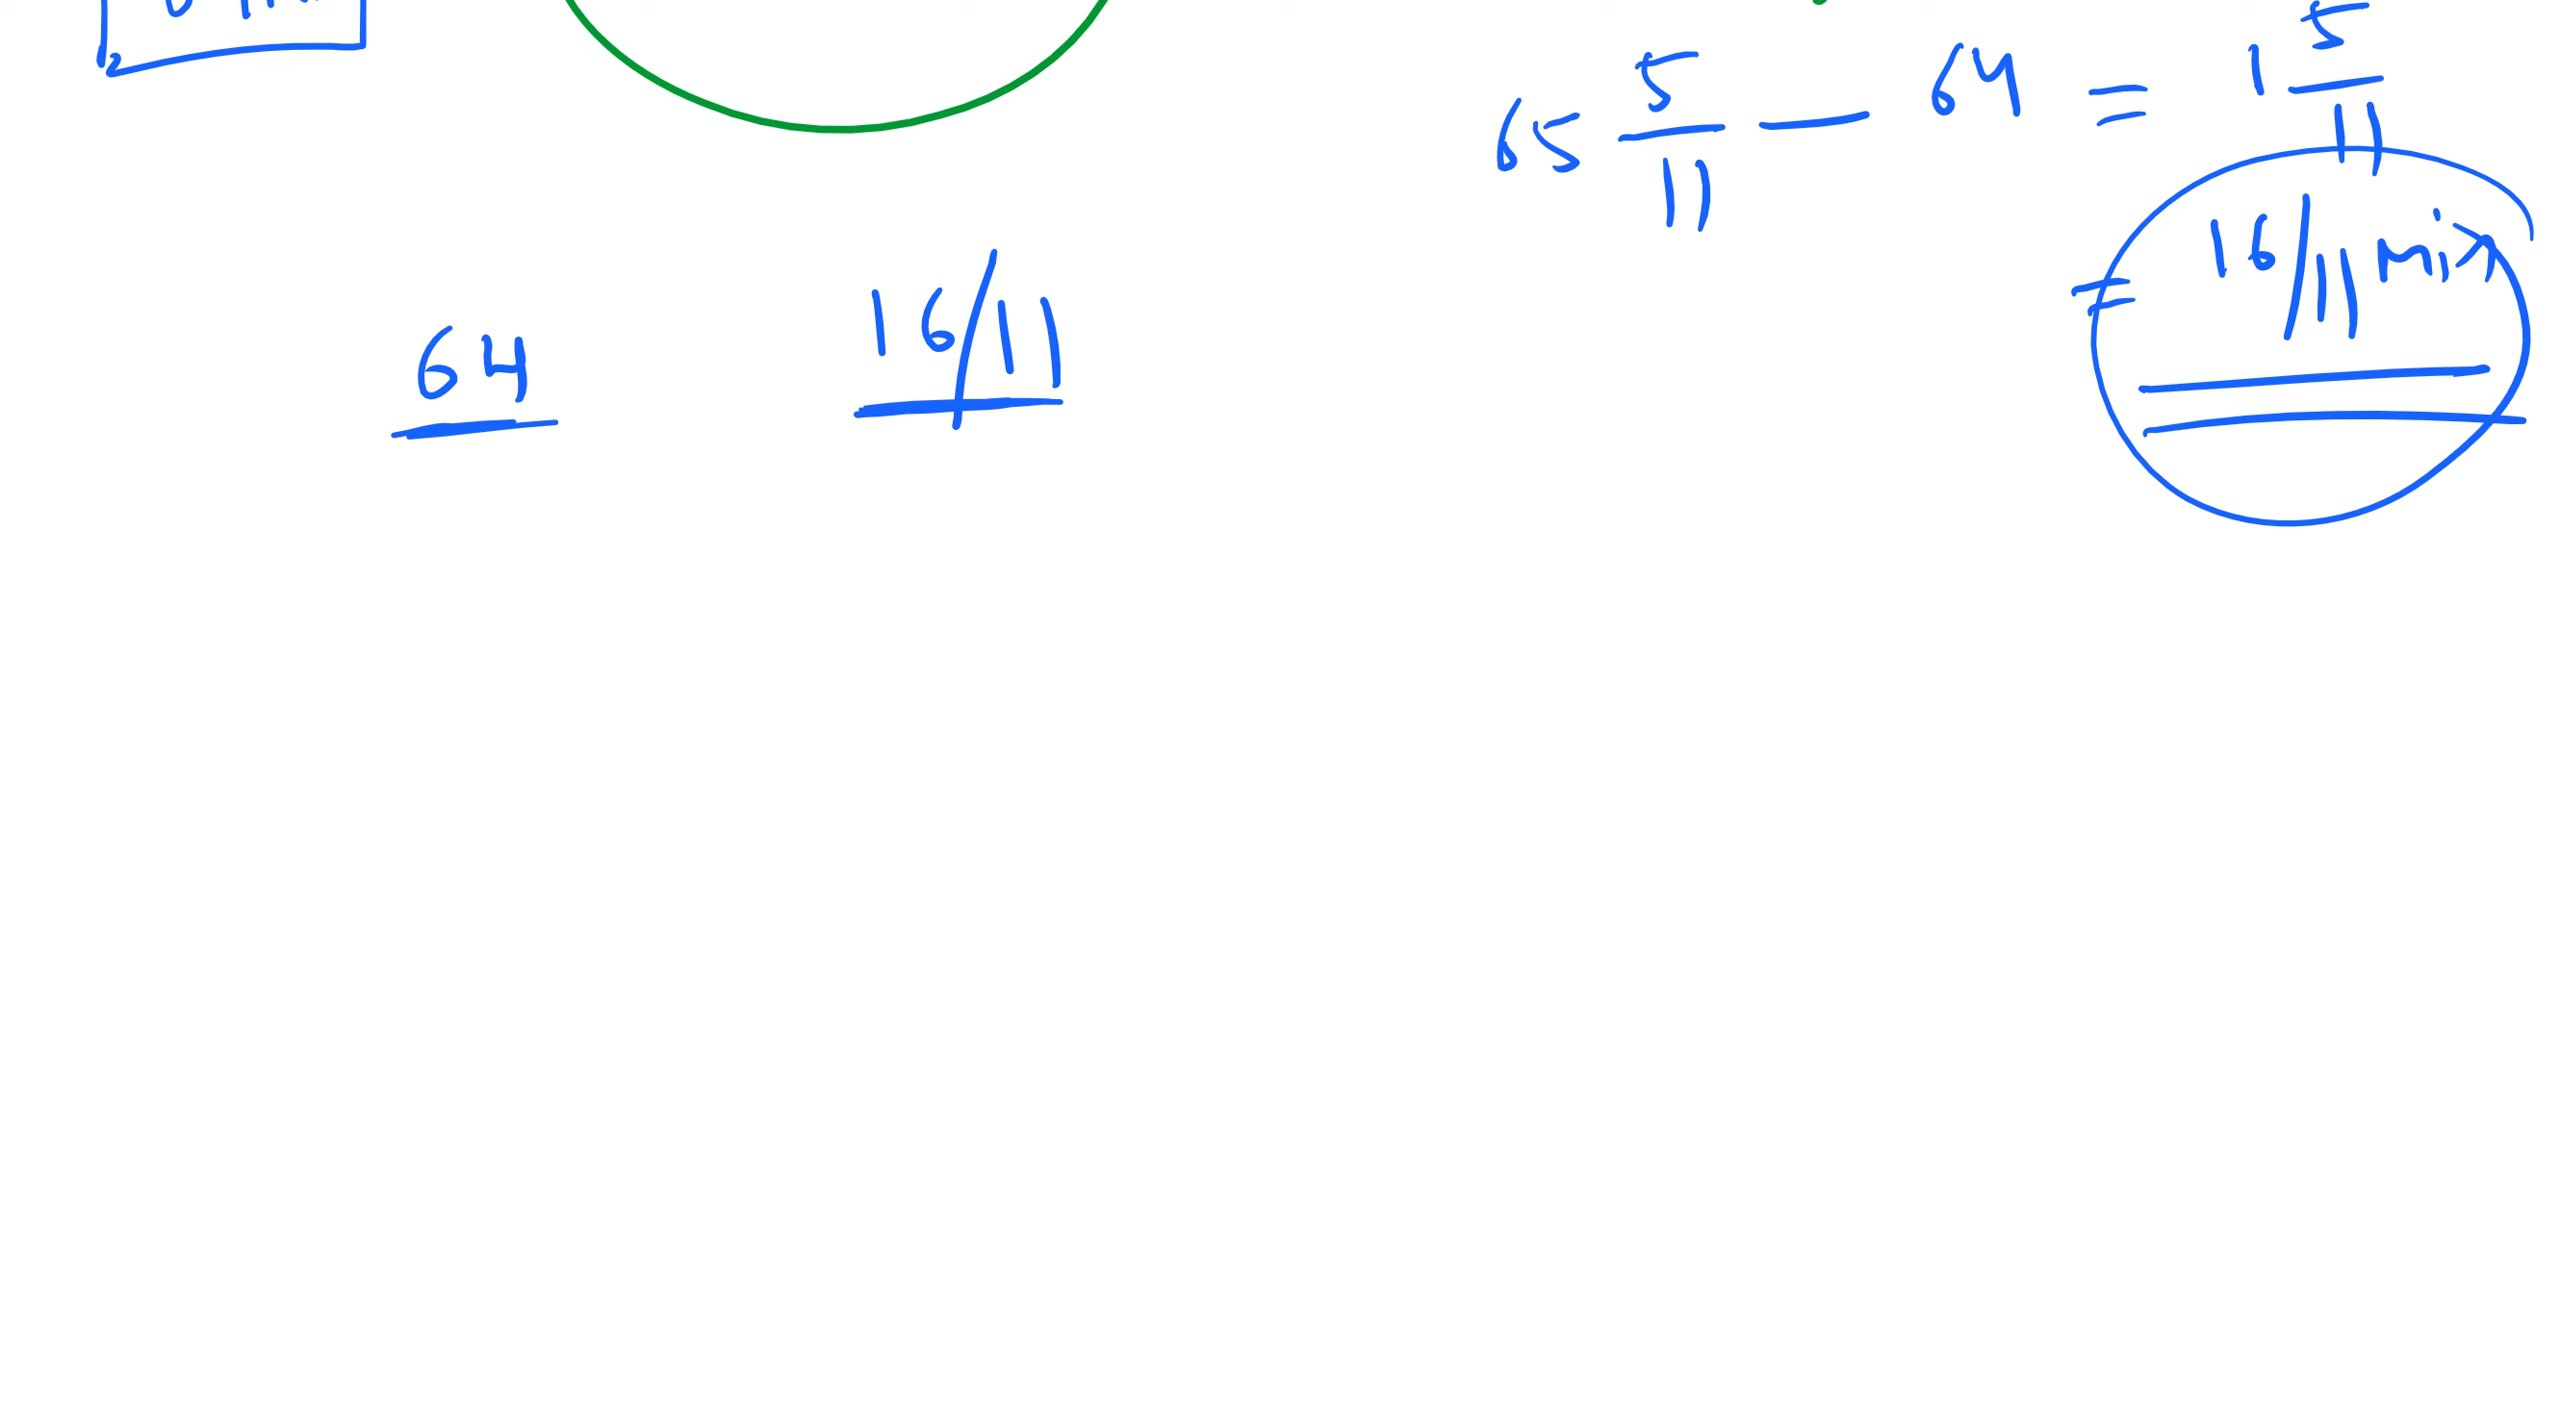 65 5/11 — 64 = 1 5/11
= 16/11 min
64 16/11